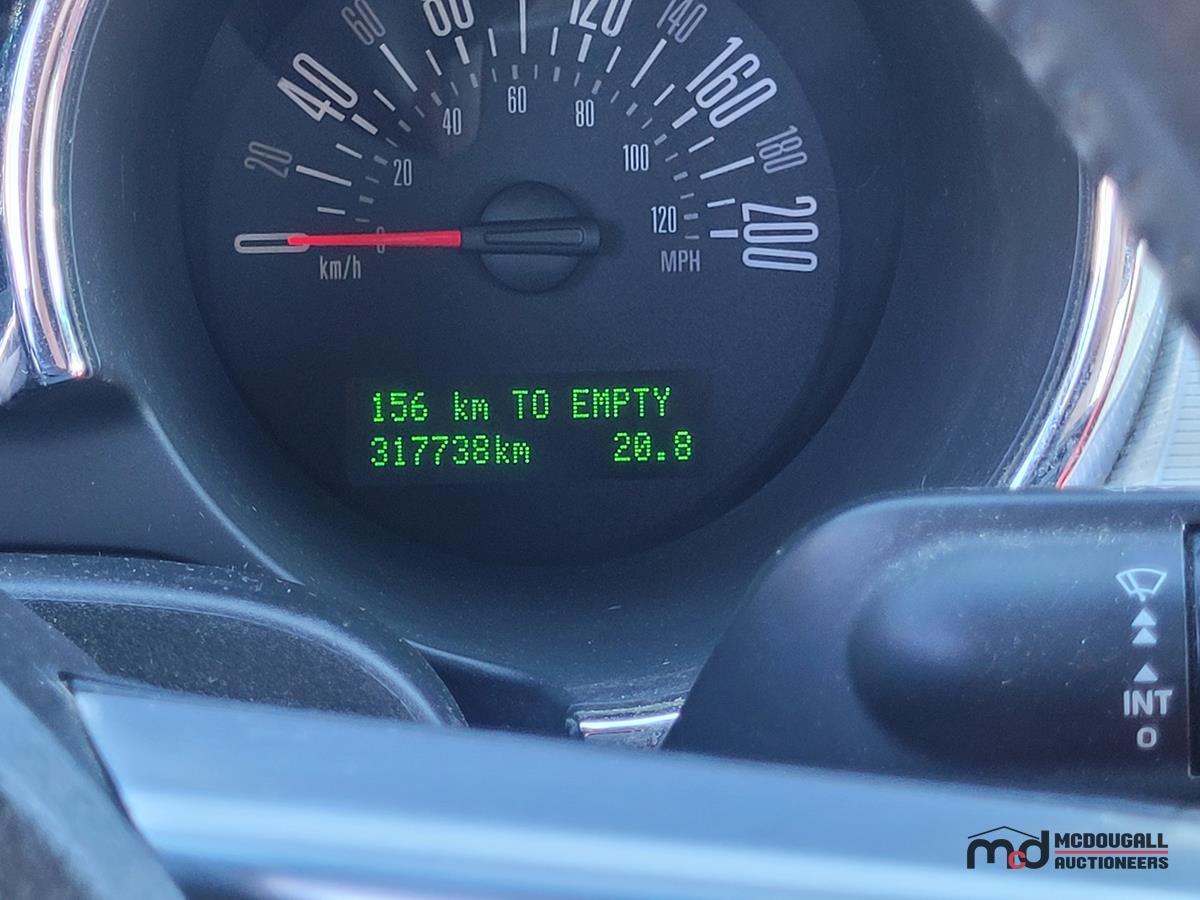 20 40 60 80 120 140 160 180 200
20 40 60 80 100 120
0
km/h
MPH
156 km TO EMPTY
317738km 20.8
INT
O
mcd MCDOUGALL
AUCTIONEERS